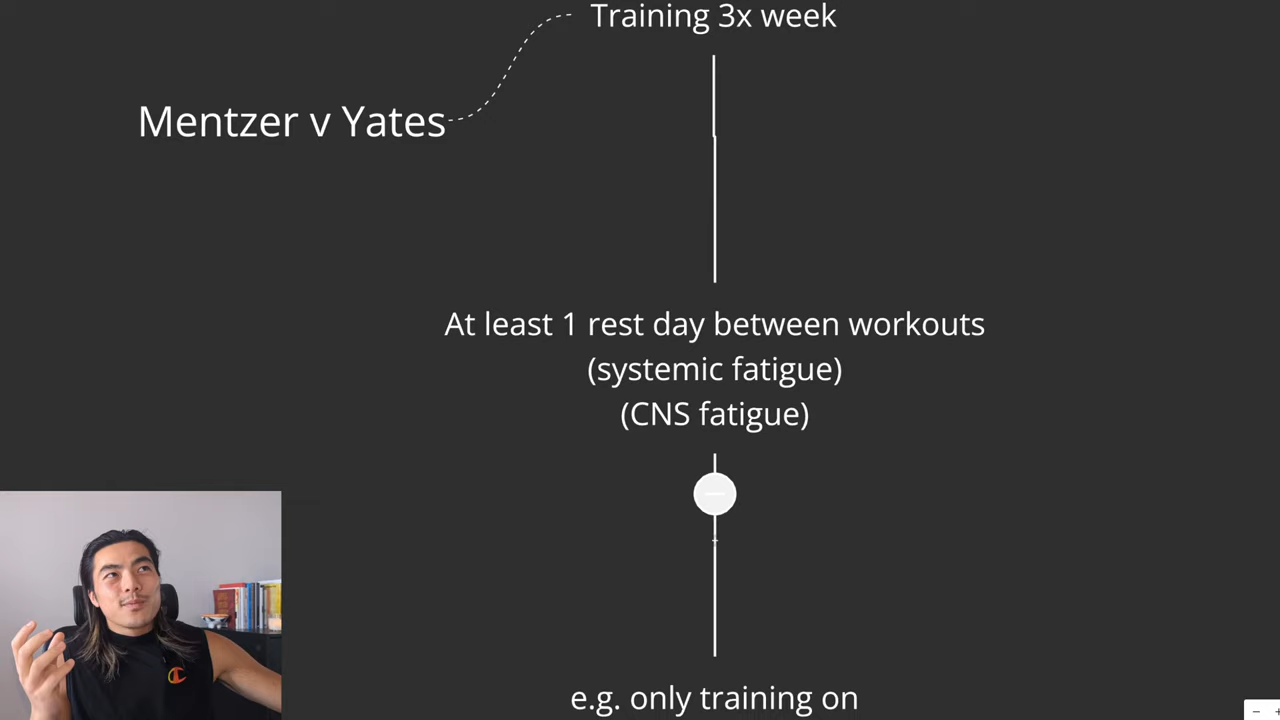 Training 3x week
Mentzer v Yates
At least 1 rest day between workouts
(systemic fatigue)
(CNS fatigue)
e.g. only training on